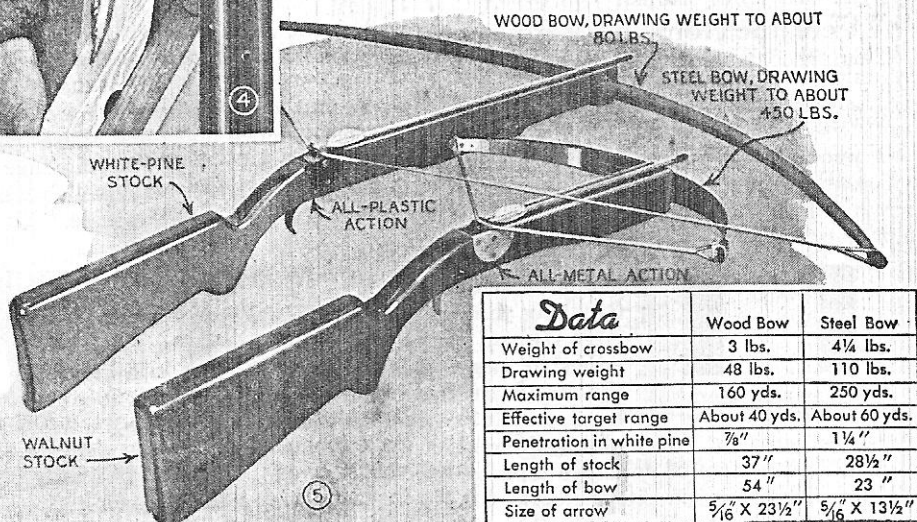 WOOD BOW, DRAWING WEIGHT TO ABOUT
80 LBS.
④
STEEL BOW, DRAWING
WEIGHT TO ABOUT
450 LBS.
WHITE-PINE
STOCK
ALL-PLASTIC
ACTION
ALL-METAL ACTION
WALNUT
STOCK
⑤
Data Wood Bow Steel Bow
Weight of crossbow 3 lbs. 4¼ lbs.
Drawing weight 48 lbs. 110 lbs.
Maximum range 160 yds. 250 yds.
Effective target range About 40 yds. About 60 yds.
Penetration in white pine ⅞" 1¼"
Length of stock 37" 28½"
Length of bow 54" 23"
Size of arrow 5/16" X 23½" 5/16" X 13½"